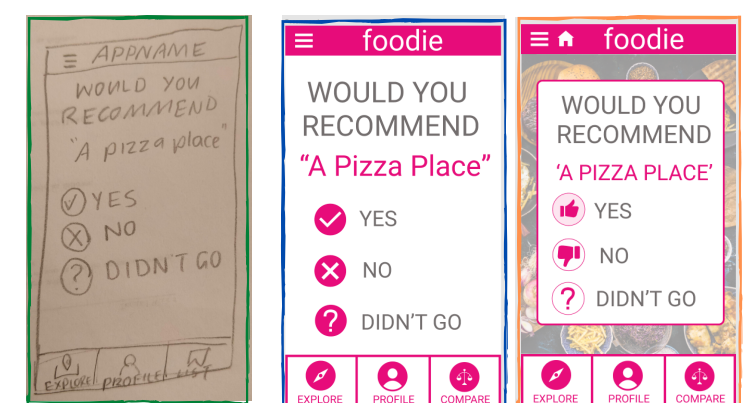 APPNAME
WOULD YOU
RECOMMEND
"A pizza place"
YES
NO
DIDN'T GO
EXPLORE PROFILE LIST
foodie
WOULD YOU
RECOMMEND
“A Pizza Place”
YES
NO
DIDN’T GO
EXPLORE PROFILE COMPARE
foodie
WOULD YOU
RECOMMEND
‘A PIZZA PLACE’
YES
NO
DIDN’T GO
EXPLORE PROFILE COMPARE